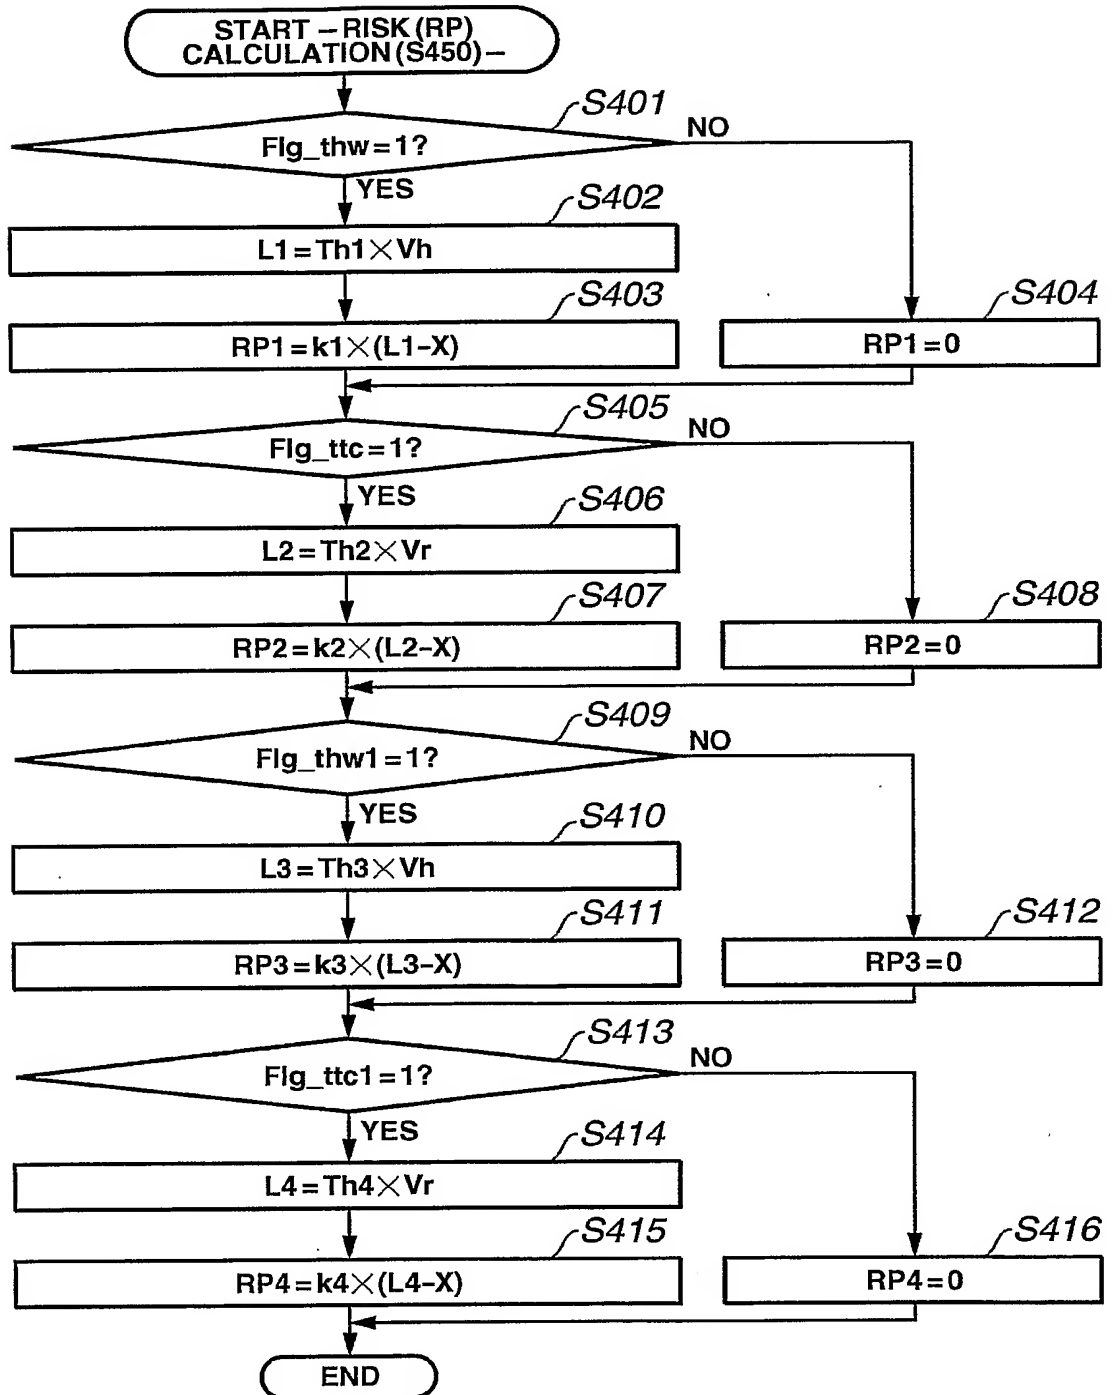 START – RISK (RP)
CALCULATION (S450) –
S401
Flg_thw=1?
NO
YES
S402
L1=Th1×Vh
S403
RP1=k1×(L1-X)
S404
RP1=0
S405
Flg_ttc=1?
NO
YES
S406
L2=Th2×Vr
S407
RP2=k2×(L2-X)
S408
RP2=0
S409
Flg_thw1=1?
NO
YES
S410
L3=Th3×Vh
S411
RP3=k3×(L3-X)
S412
RP3=0
S413
Flg_ttc1=1?
NO
YES
S414
L4=Th4×Vr
S415
RP4=k4×(L4-X)
S416
RP4=0
END